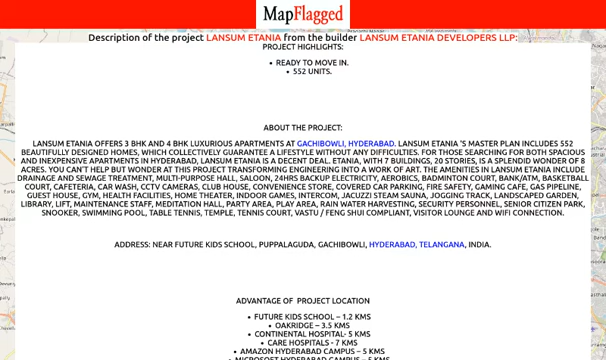 MapFlagged
Description of the project LANSUM ETANIA from the builder LANSUM ETANIA DEVELOPERS LLP:
PROJECT HIGHLIGHTS:
• READY TO MOVE IN.
• 552 UNITS.
ABOUT THE PROJECT:
LANSUM ETANIA OFFERS 3 BHK AND 4 BHK LUXURIOUS APARTMENTS AT GACHIBOWLI, HYDERABAD. LANSUM ETANIA 'S MASTER PLAN INCLUDES 552
BEAUTIFULLY DESIGNED HOMES, WHICH COLLECTIVELY GUARANTEE A LIFESTYLE WITHOUT ANY DIFFICULTIES. FOR THOSE SEARCHING FOR BOTH SPACIOUS
AND INEXPENSIVE APARTMENTS IN HYDERABAD, LANSUM ETANIA IS A DECENT DEAL. ETANIA, WITH 7 BUILDINGS, 20 STORIES, IS A SPLENDID WONDER OF 8
ACRES. YOU CAN'T HELP BUT WONDER AT THIS PROJECT TRANSFORMING ENGINEERING INTO A WORK OF ART. THE AMENITIES IN LANSUM ETANIA INCLUDE
DRAINAGE AND SEWAGE TREATMENT, MULTI-PURPOSE HALL, SALOON, 24HRS BACKUP ELECTRICITY, AEROBICS, BADMINTON COURT, BANK/ATM, BASKETBALL
COURT, CAFETERIA, CAR WASH, CCTV CAMERAS, CLUB HOUSE, CONVENIENCE STORE, COVERED CAR PARKING, FIRE SAFETY, GAMING CAFE, GAS PIPELINE,
GUEST HOUSE, GYM, HEALTH FACILITIES, HOME THEATER, INDOOR GAMES, INTERCOM, JACUZZI STEAM SAUNA, JOGGING TRACK, LANDSCAPED GARDEN,
LIBRARY, LIFT, MAINTENANCE STAFF, MEDITATION HALL, PARTY AREA, PLAY AREA, RAIN WATER HARVESTING, SECURITY PERSONNEL, SENIOR CITIZEN PARK,
SNOOKER, SWIMMING POOL, TABLE TENNIS, TEMPLE, TENNIS COURT, VASTU / FENG SHUI COMPLIANT, VISITOR LOUNGE AND WIFI CONNECTION.
ADDRESS: NEAR FUTURE KIDS SCHOOL, PUPPALAGUDA, GACHIBOWLI, HYDERABAD, TELANGANA, INDIA.
ADVANTAGE OF PROJECT LOCATION
• FUTURE KIDS SCHOOL – 1.2 KMS
• OAKRIDGE – 3.5 KMS
• CONTINENTAL HOSPITAL- 5 KMS
• CARE HOSPITALS - 7 KMS
• AMAZON HYDERABAD CAMPUS – 5 KMS
• MICROSOFT HYDERABAD CAMPUS – 5 KMS